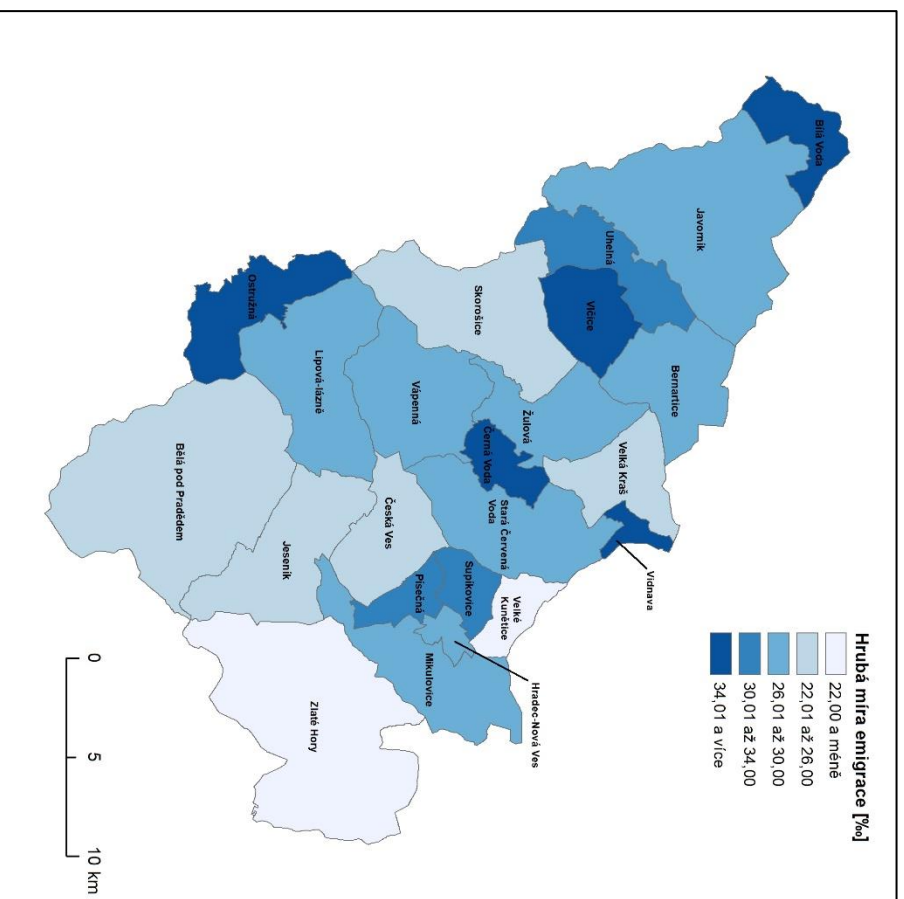 Hrubá míra emigrace [‰]
22,00 a méně
22,01 až 26,00
26,01 až 30,00
30,01 až 34,00
34,01 a více
Bílá Voda
Javorník
Uhelná
Vlčice
Bernartice
Skorošice
Ostružná
Lipová-lázně
Vápenná
Žulová
Velká Kraš
Černá Voda
Stará Červená
Voda
Vidnava
Bělá pod Pradědem
Jeseník
Česká Ves
Písečná
Supíkovice
Velké
Kunětice
Hradec-Nová Ves
Mikulovice
Zlaté Hory
0
5
10 km